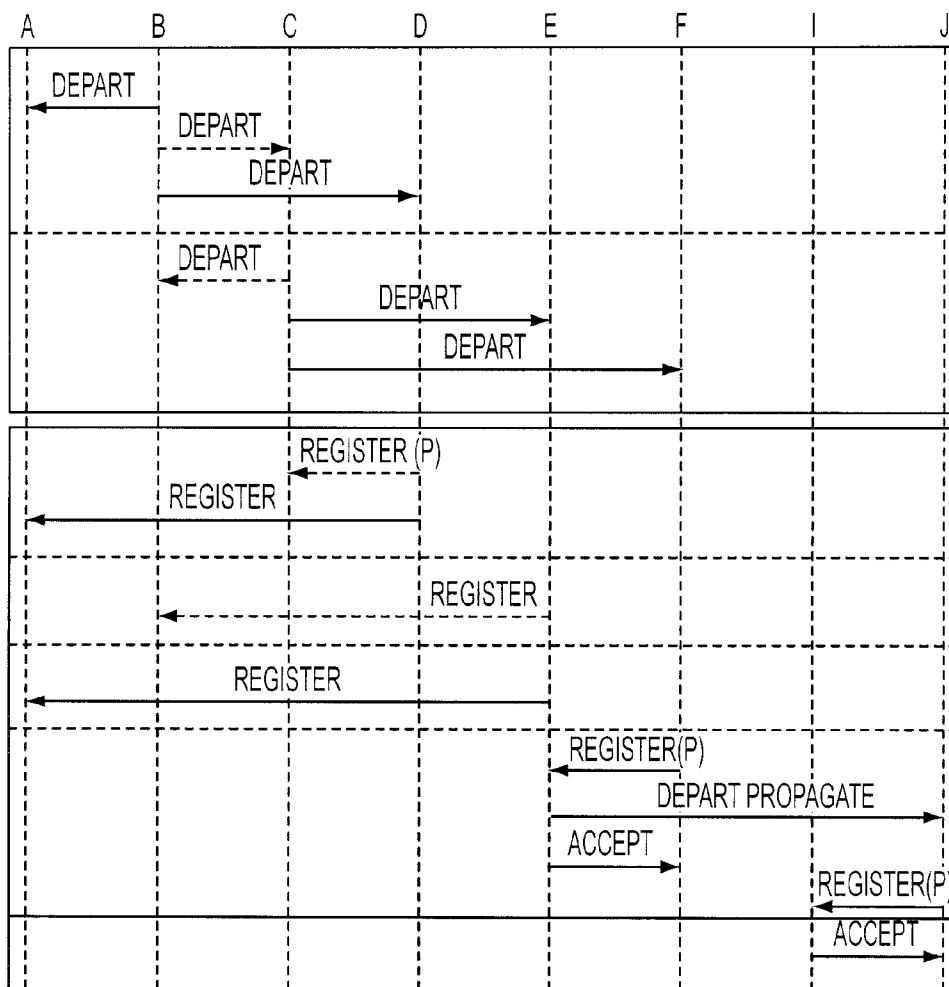 A B C D E F I J
DEPART
DEPART
DEPART
DEPART
DEPART
DEPART
REGISTER (P)
REGISTER
REGISTER
REGISTER
REGISTER(P)
DEPART PROPAGATE
ACCEPT
REGISTER(P)
ACCEPT